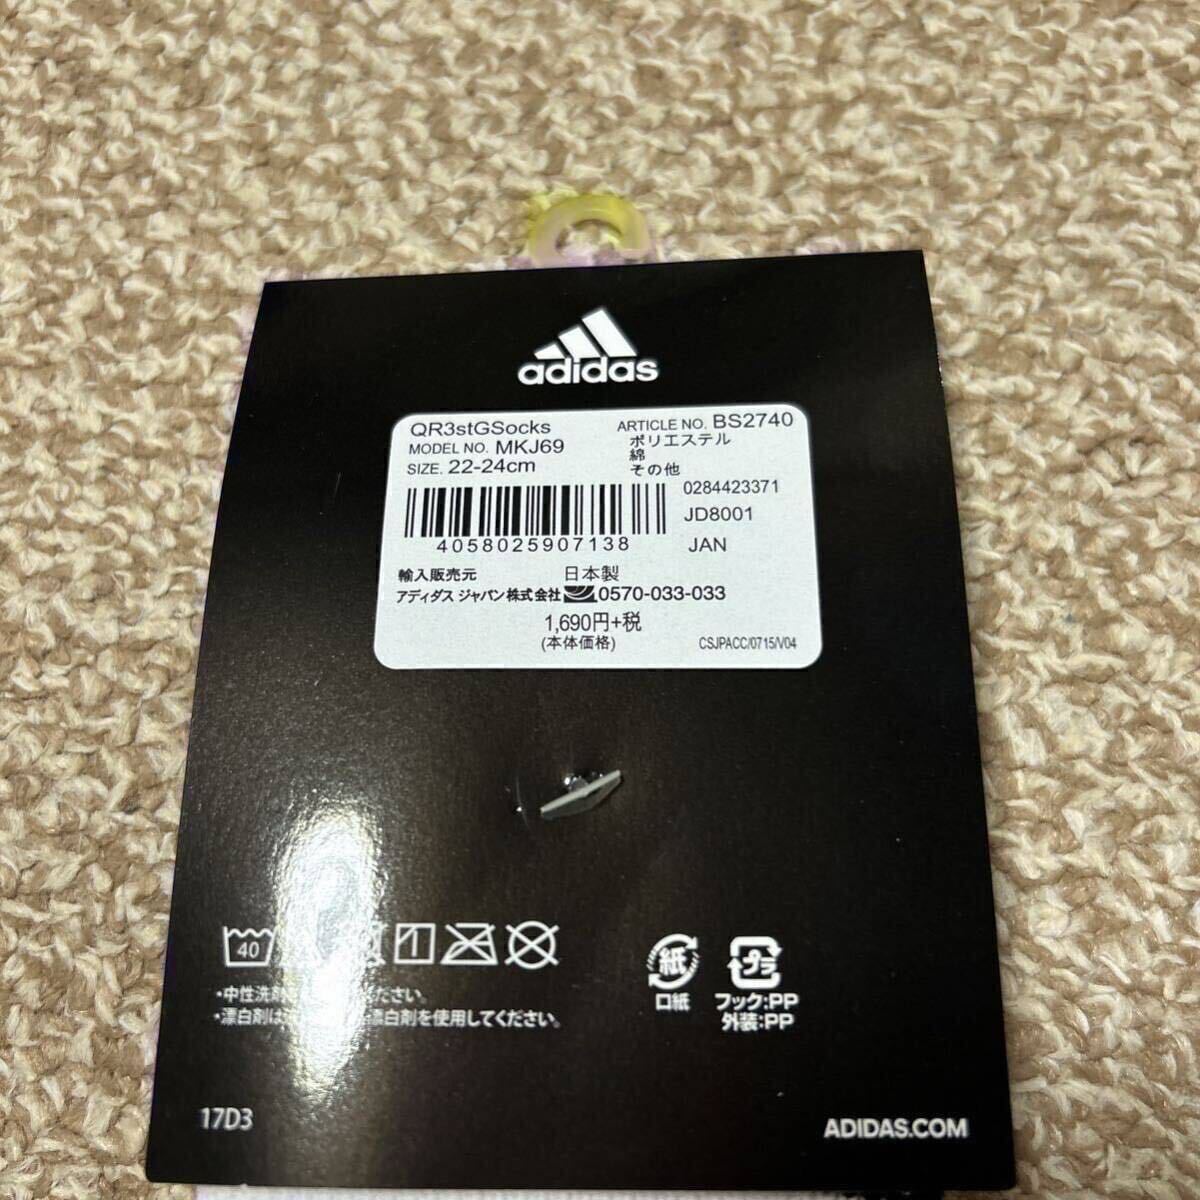 adidas
QR3stGSocks
ARTICLE NO. BS2740
MODEL NO. MKJ69
ポリエステル
綿
その他
SIZE. 22-24cm
0284423371
JD8001
JAN
4058025907138
輸入販売元
日本製
アディダス ジャパン株式会社 0570-033-033
1,690円+税
(本体価格)
CSJPACC/0715/V04
40
・中性洗剤 ください。
・漂白剤は 漂白剤を使用してください。
紙
口紙
プラ
フック:PP
外装:PP
17D3
ADIDAS.COM